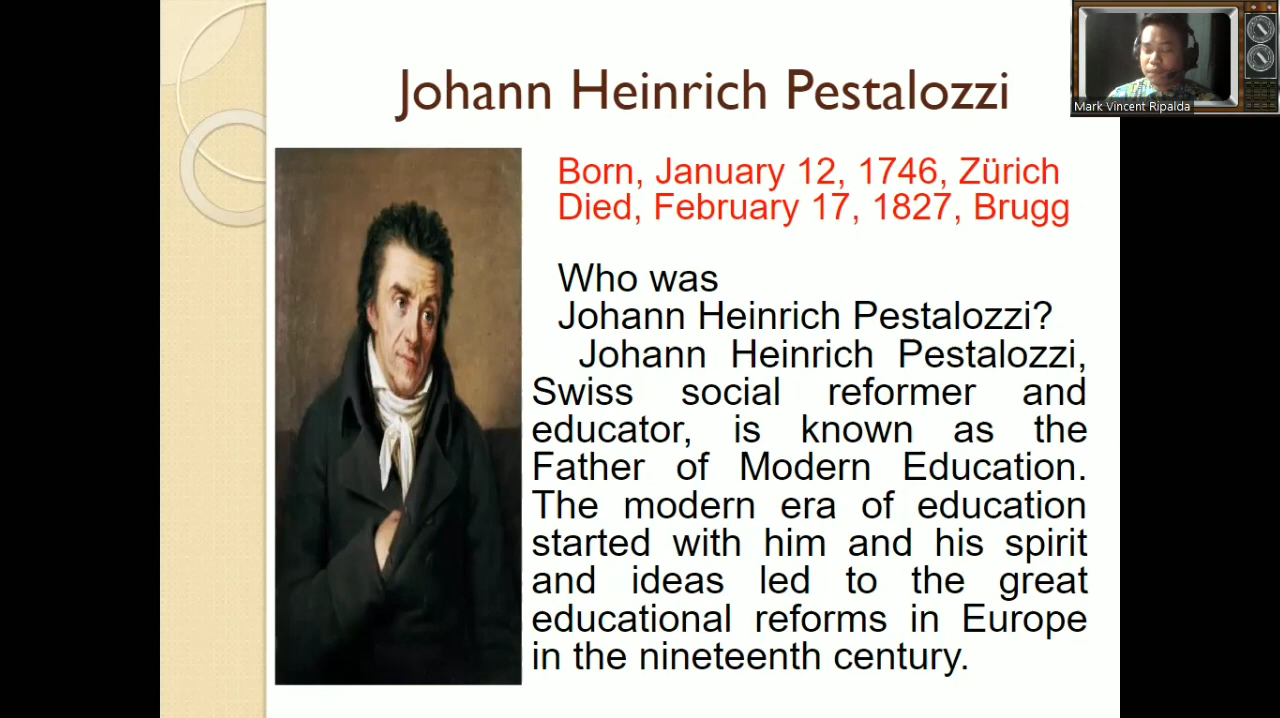 Johann Heinrich Pestalozzi
Mark Vincent Ripalda
Born, January 12, 1746, Zürich
Died, February 17, 1827, Brugg
Who was
Johann Heinrich Pestalozzi?
Johann Heinrich Pestalozzi,
Swiss social reformer and
educator, is known as the
Father of Modern Education.
The modern era of education
started with him and his spirit
and ideas led to the great
educational reforms in Europe
in the nineteenth century.